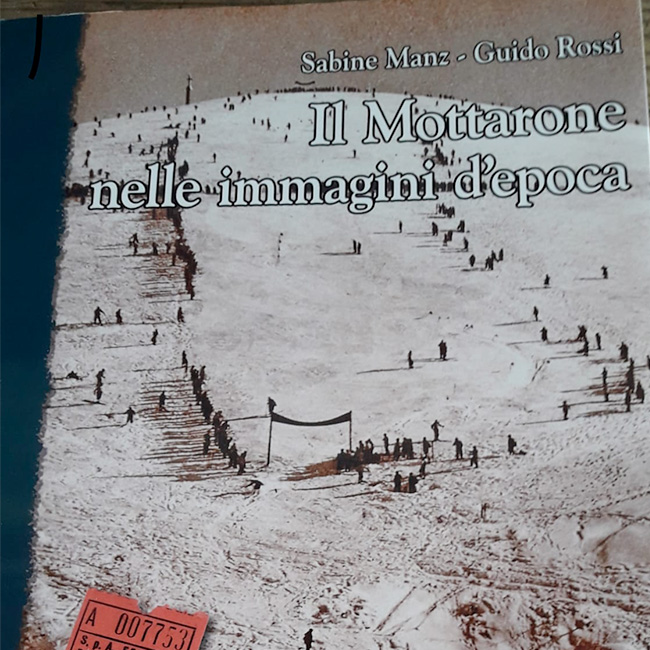 Sabine Manz - Guido Rossi
Il Mottarone
nelle immagini d'epoca
A 007753
S.p.A.